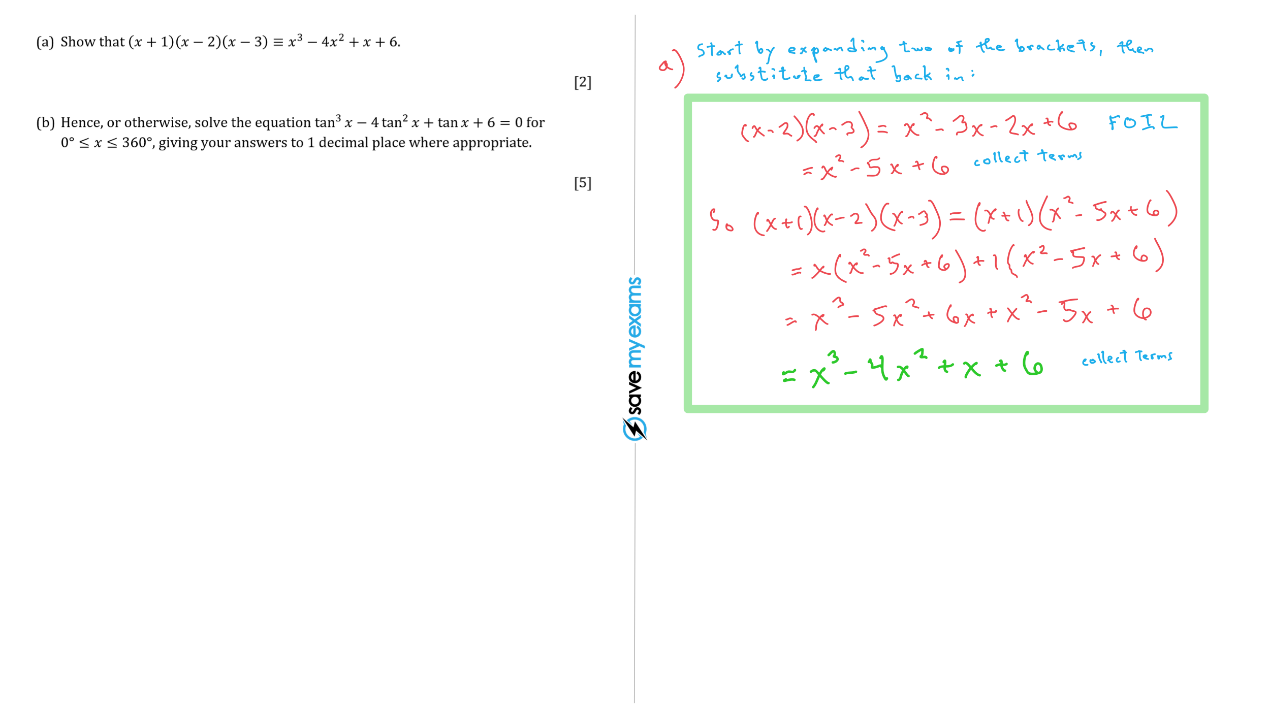 (a) Show that (x + 1)(x − 2)(x − 3) ≡ x³ − 4x² + x + 6.
[2]
(b) Hence, or otherwise, solve the equation tan³ x − 4 tan² x + tan x + 6 = 0 for
0° ≤ x ≤ 360°, giving your answers to 1 decimal place where appropriate.
[5]
save my exams
a) Start by expanding two of the brackets, then
substitute that back in:
(x-2)(x-3) = x² - 3x - 2x + 6 FOIL
= x² - 5x + 6 collect terms
So (x+1)(x-2)(x-3) = (x+1)(x² - 5x + 6)
= x(x² - 5x + 6) + 1(x² - 5x + 6)
= x³ - 5x² + 6x + x² - 5x + 6
= x³ - 4x² + x + 6 collect terms